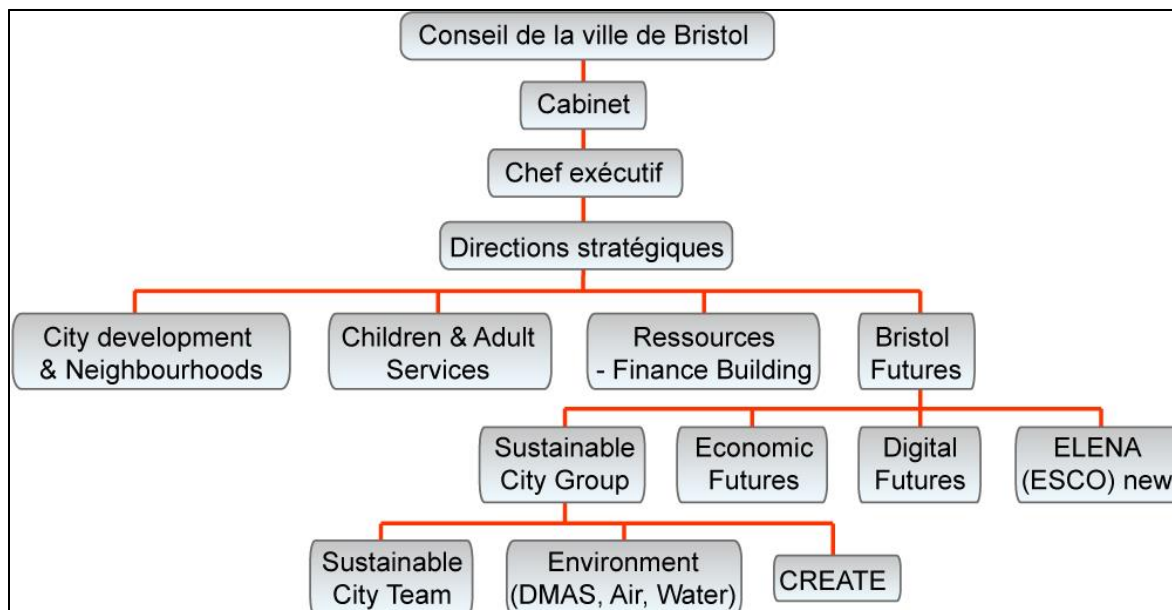 Conseil de la ville de Bristol
Cabinet
Chef exécutif
Directions stratégiques
City development
& Neighbourhoods
Children & Adult
Services
Ressources
- Finance Building
Bristol
Futures
Sustainable
City Group
Economic
Futures
Digital
Futures
ELENA
(ESCO) new
Sustainable
City Team
Environment
(DMAS, Air, Water)
CREATE